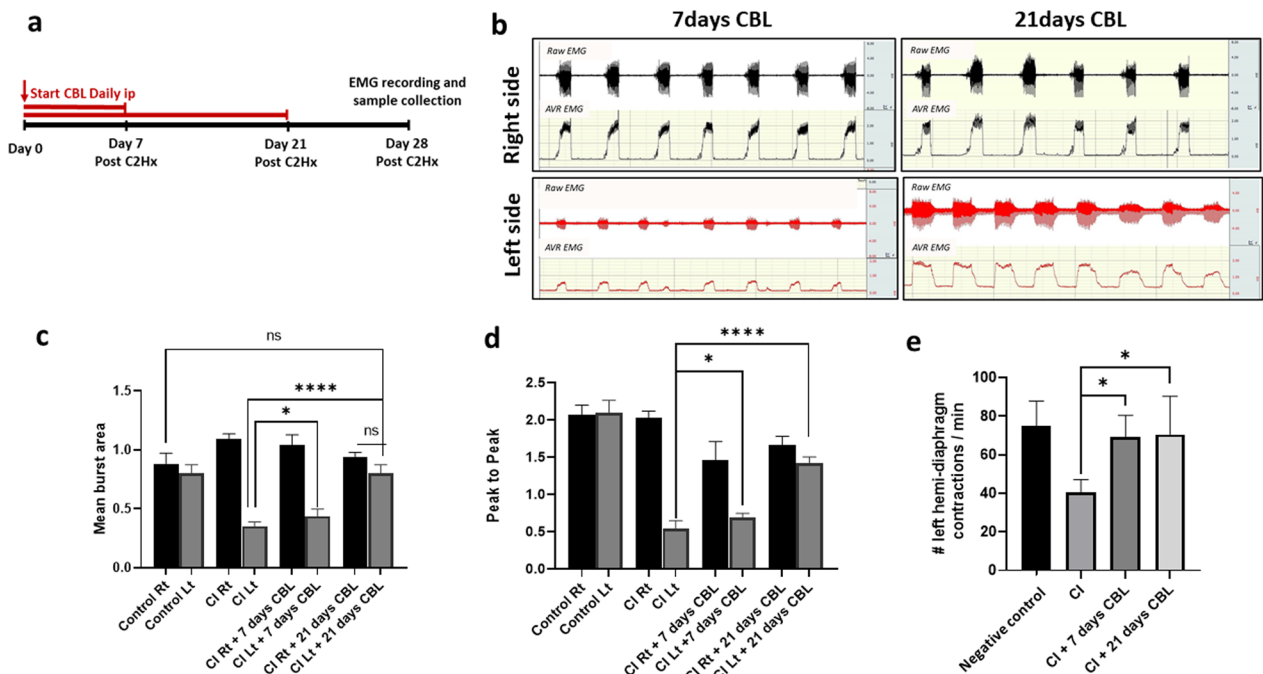 a
Start CBL Daily ip
EMG recording and
sample collection
Day 0
Day 7
Post C2Hx
Day 21
Post C2Hx
Day 28
Post C2Hx
b
7days CBL
21days CBL
Right side
Raw EMG
AVR EMG
Raw EMG
AVR EMG
Left side
Raw EMG
AVR EMG
Raw EMG
AVR EMG
c
ns
****
*
ns
Mean burst area
1.5
1.0
0.5
0.0
Control Rt
Control Lt
CI Rt
CI Lt
CI Rt + 7 days CBL
CI Lt + 7 days CBL
CI Rt + 21 days CBL
CI Lt + 21 days CBL
d
****
*
Peak to Peak
2.5
2.0
1.5
1.0
0.5
0.0
Control Rt
Control Lt
CI Rt
CI Lt
CI Rt + 7 days CBL
CI Lt +7 days CBL
CI Rt + 21 days CBL
CI Lt + 21 days CBL
e
*
*
# left hemi-diaphragm
contractions / min
100
80
60
40
20
0
Negative control
CI
CI + 7 days CBL
CI + 21 days CBL